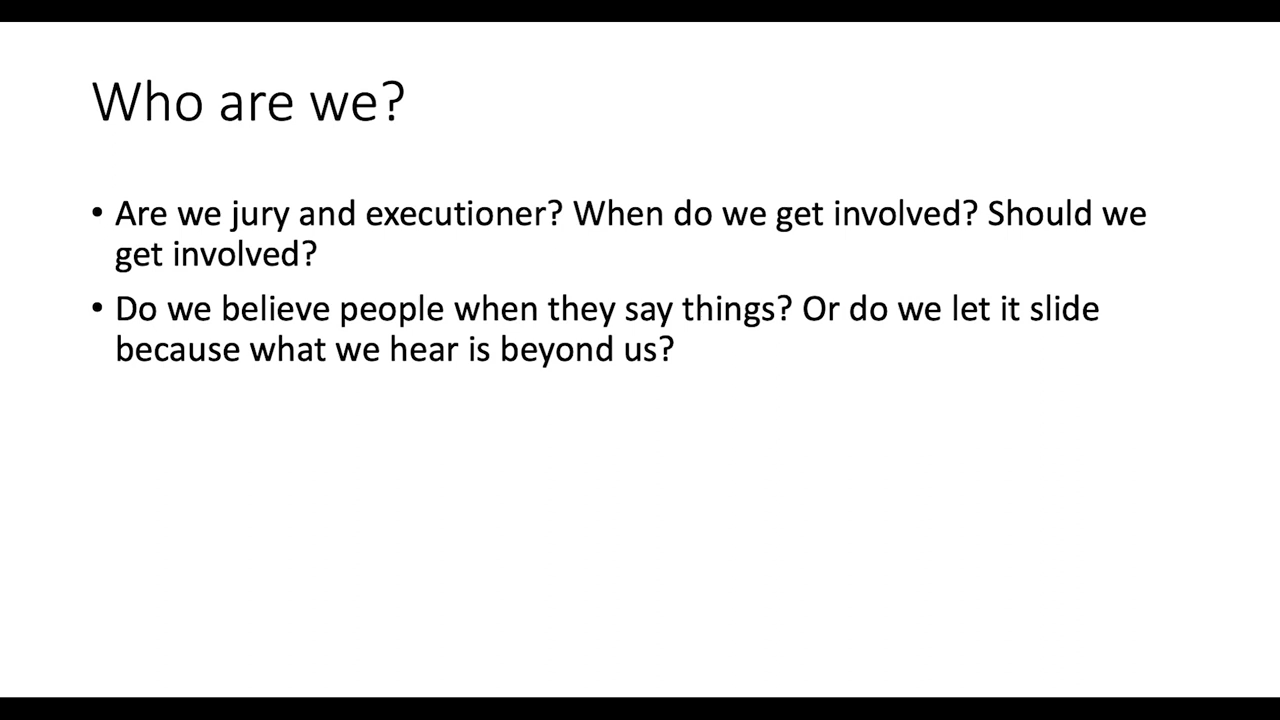 Who are we?
• Are we jury and executioner? When do we get involved? Should we
get involved?
• Do we believe people when they say things? Or do we let it slide
because what we hear is beyond us?